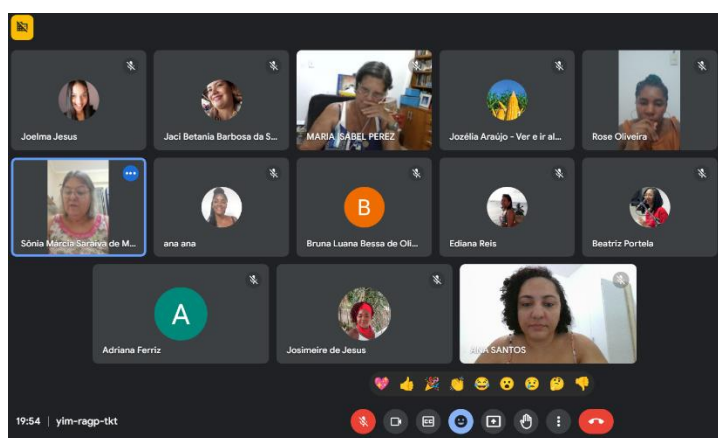 Joelma Jesus
Jaci Betania Barbosa da S...
MARIA ISABEL PEREZ
Jozélia Araújo - Ver e ir al...
Rose Oliveira
Sônia Márcia Saraiva de M...
ana ana
B
Bruna Luana Bessa de Oli...
Ediana Reis
Beatriz Portela
A
Adriana Ferriz
Josimeire de Jesus
ANA SANTOS
19:54 | yim-ragp-tkt
CC